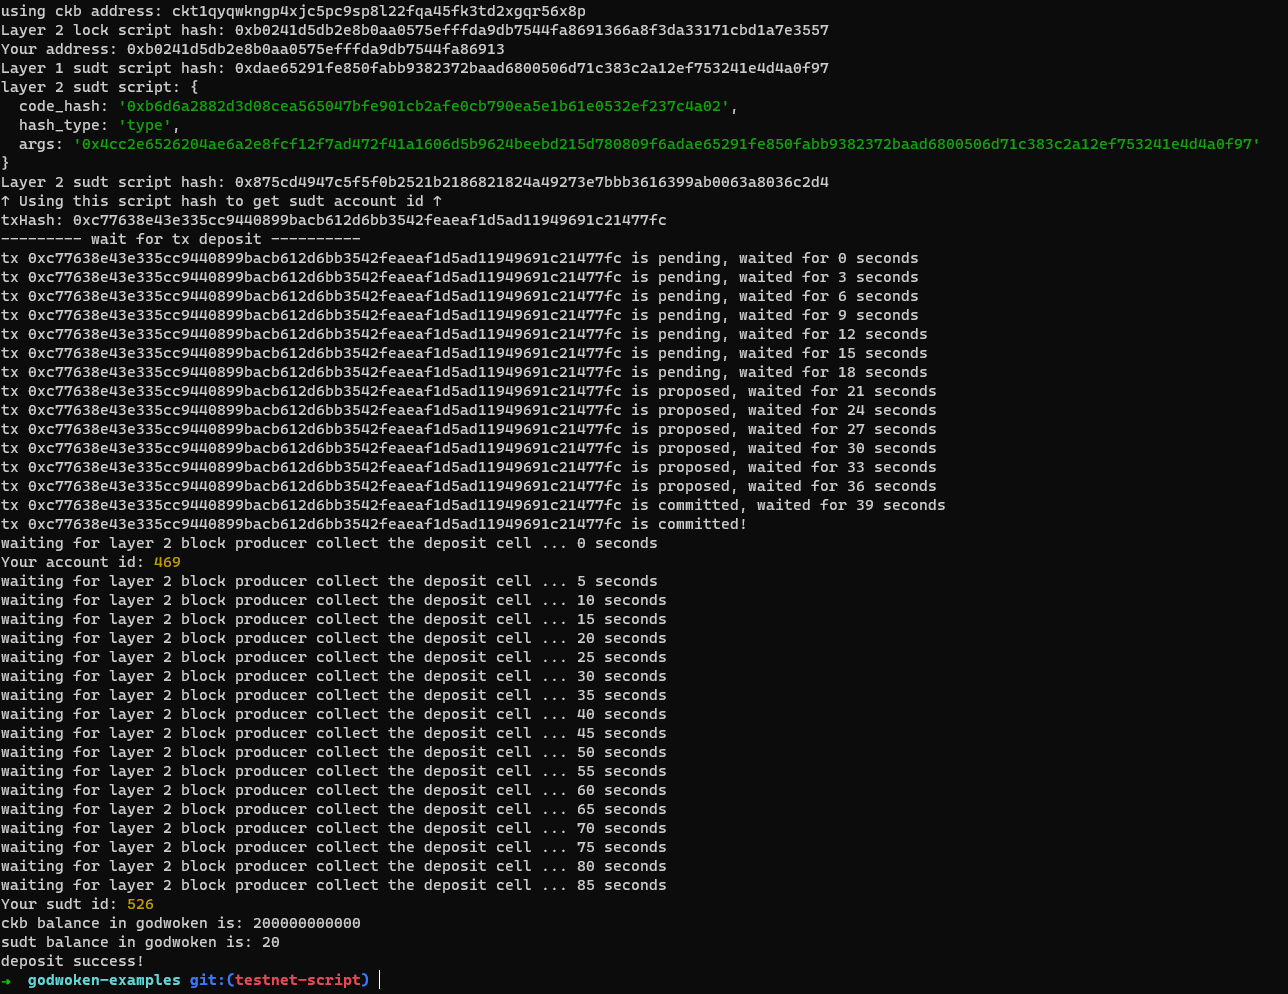 using ckb address: ckt1qyqwkngp4xjc5pc9sp8l22fqa45fk3td2xgqr56x8p
Layer 2 lock script hash: 0xb0241d5db2e8b0aa0575efffda9db7544fa8691366a8f3da33171cbd1a7e3557
Your address: 0xb0241d5db2e8b0aa0575efffda9db7544fa86913
Layer 1 sudt script hash: 0xdae65291fe850fabb9382372baad6800506d71c383c2a12ef753241e4d4a0f97
layer 2 sudt script: {
  code_hash: '0xb6d6a2882d3d08cea565047bfe901cb2afe0cb790ea5e1b61e0532ef237c4a02',
  hash_type: 'type',
  args: '0x4cc2e6526204ae6a2e8fcf12f7ad472f41a1606d5b9624beebd215d780809f6adae65291fe850fabb9382372baad6800506d71c383c2a12ef753241e4d4a0f97'
}
Layer 2 sudt script hash: 0x875cd4947c5f5f0b2521b2186821824a49273e7bbb3616399ab0063a8036c2d4
↑ Using this script hash to get sudt account id ↑
txHash: 0xc77638e43e335cc9440899bacb612d6bb3542feaeaf1d5ad11949691c21477fc
--------- wait for tx deposit ----------
tx 0xc77638e43e335cc9440899bacb612d6bb3542feaeaf1d5ad11949691c21477fc is pending, waited for 0 seconds
tx 0xc77638e43e335cc9440899bacb612d6bb3542feaeaf1d5ad11949691c21477fc is pending, waited for 3 seconds
tx 0xc77638e43e335cc9440899bacb612d6bb3542feaeaf1d5ad11949691c21477fc is pending, waited for 6 seconds
tx 0xc77638e43e335cc9440899bacb612d6bb3542feaeaf1d5ad11949691c21477fc is pending, waited for 9 seconds
tx 0xc77638e43e335cc9440899bacb612d6bb3542feaeaf1d5ad11949691c21477fc is pending, waited for 12 seconds
tx 0xc77638e43e335cc9440899bacb612d6bb3542feaeaf1d5ad11949691c21477fc is pending, waited for 15 seconds
tx 0xc77638e43e335cc9440899bacb612d6bb3542feaeaf1d5ad11949691c21477fc is pending, waited for 18 seconds
tx 0xc77638e43e335cc9440899bacb612d6bb3542feaeaf1d5ad11949691c21477fc is proposed, waited for 21 seconds
tx 0xc77638e43e335cc9440899bacb612d6bb3542feaeaf1d5ad11949691c21477fc is proposed, waited for 24 seconds
tx 0xc77638e43e335cc9440899bacb612d6bb3542feaeaf1d5ad11949691c21477fc is proposed, waited for 27 seconds
tx 0xc77638e43e335cc9440899bacb612d6bb3542feaeaf1d5ad11949691c21477fc is proposed, waited for 30 seconds
tx 0xc77638e43e335cc9440899bacb612d6bb3542feaeaf1d5ad11949691c21477fc is proposed, waited for 33 seconds
tx 0xc77638e43e335cc9440899bacb612d6bb3542feaeaf1d5ad11949691c21477fc is proposed, waited for 36 seconds
tx 0xc77638e43e335cc9440899bacb612d6bb3542feaeaf1d5ad11949691c21477fc is committed, waited for 39 seconds
tx 0xc77638e43e335cc9440899bacb612d6bb3542feaeaf1d5ad11949691c21477fc is committed!
waiting for layer 2 block producer collect the deposit cell ... 0 seconds
Your account id: 469
waiting for layer 2 block producer collect the deposit cell ... 5 seconds
waiting for layer 2 block producer collect the deposit cell ... 10 seconds
waiting for layer 2 block producer collect the deposit cell ... 15 seconds
waiting for layer 2 block producer collect the deposit cell ... 20 seconds
waiting for layer 2 block producer collect the deposit cell ... 25 seconds
waiting for layer 2 block producer collect the deposit cell ... 30 seconds
waiting for layer 2 block producer collect the deposit cell ... 35 seconds
waiting for layer 2 block producer collect the deposit cell ... 40 seconds
waiting for layer 2 block producer collect the deposit cell ... 45 seconds
waiting for layer 2 block producer collect the deposit cell ... 50 seconds
waiting for layer 2 block producer collect the deposit cell ... 55 seconds
waiting for layer 2 block producer collect the deposit cell ... 60 seconds
waiting for layer 2 block producer collect the deposit cell ... 65 seconds
waiting for layer 2 block producer collect the deposit cell ... 70 seconds
waiting for layer 2 block producer collect the deposit cell ... 75 seconds
waiting for layer 2 block producer collect the deposit cell ... 80 seconds
waiting for layer 2 block producer collect the deposit cell ... 85 seconds
Your sudt id: 526
ckb balance in godwoken is: 200000000000
sudt balance in godwoken is: 20
deposit success!
→  godwoken-examples git:(testnet-script)